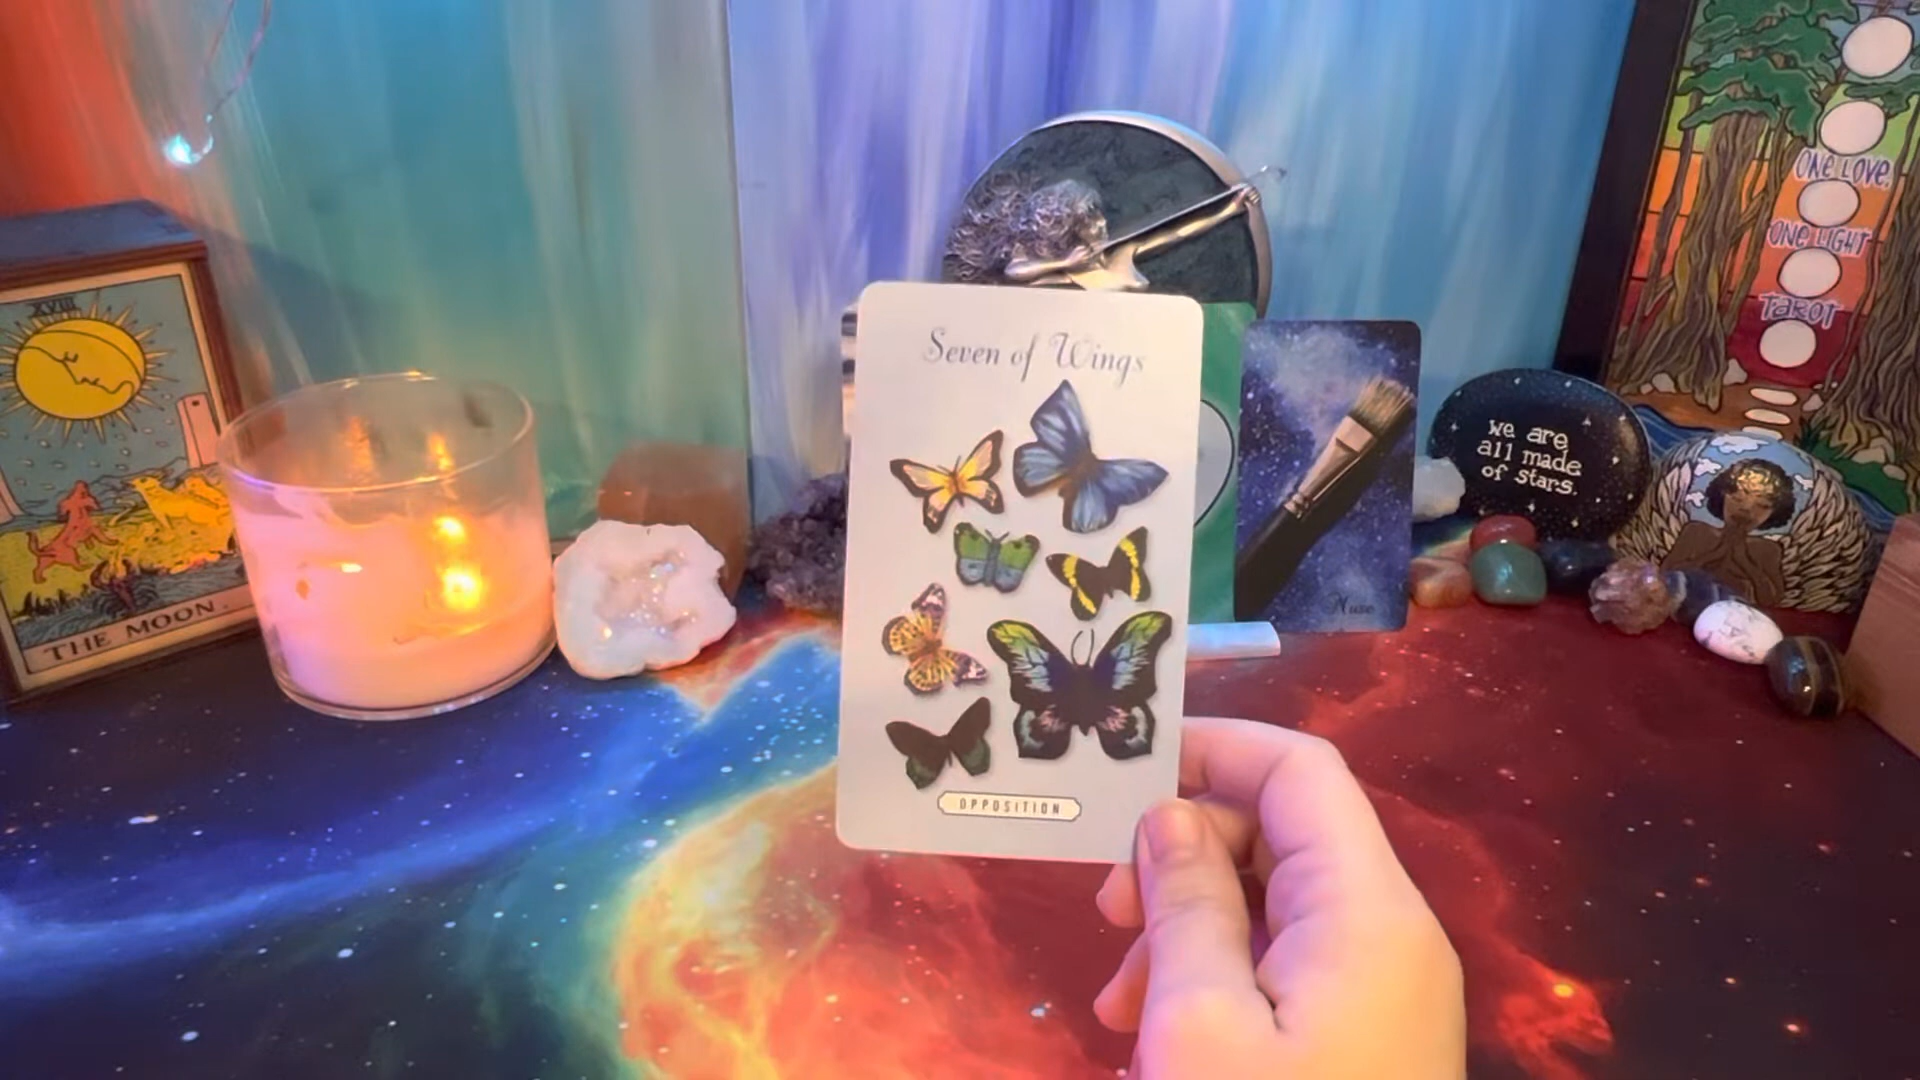 XVIII
THE MOON.
Seven of Wings
OPPOSITION
Muse
we are
all made
of stars.
ONE LOVE,
ONE LIGHT
TAROT